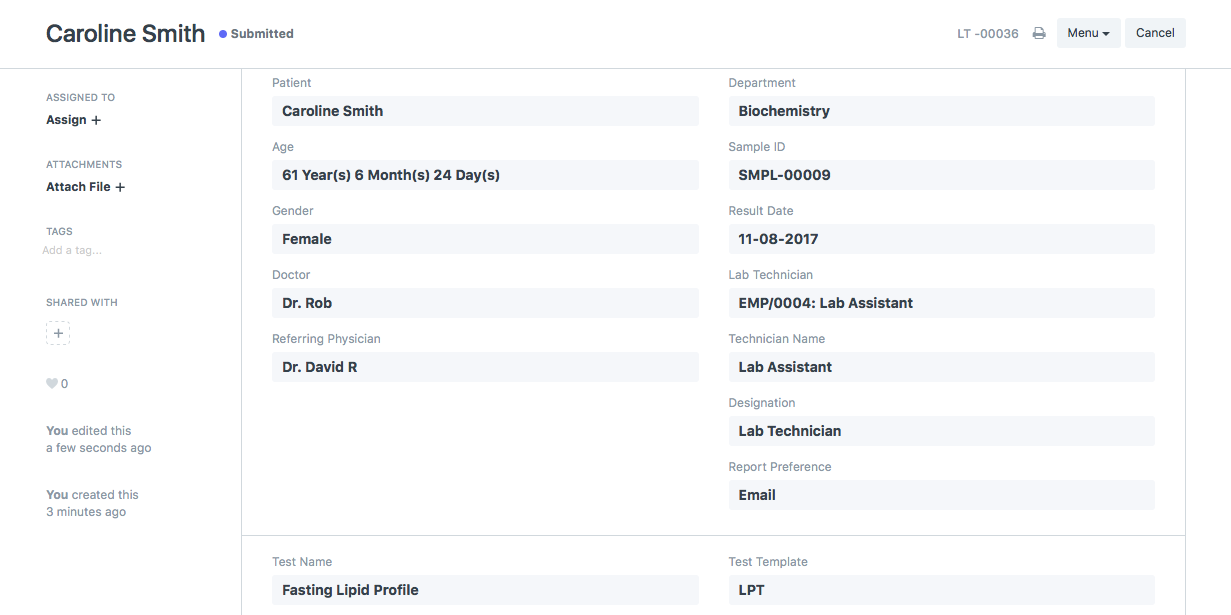 Caroline Smith
Submitted
LT -00036
Menu
Cancel
ASSIGNED TO
Assign +
ATTACHMENTS
Attach File +
TAGS
Add a tag...
SHARED WITH
+
0
You edited this
a few seconds ago
You created this
3 minutes ago
Patient
Caroline Smith
Age
61 Year(s) 6 Month(s) 24 Day(s)
Gender
Female
Doctor
Dr. Rob
Referring Physician
Dr. David R
Department
Biochemistry
Sample ID
SMPL-00009
Result Date
11-08-2017
Lab Technician
EMP/0004: Lab Assistant
Technician Name
Lab Assistant
Designation
Lab Technician
Report Preference
Email
Test Name
Fasting Lipid Profile
Test Template
LPT